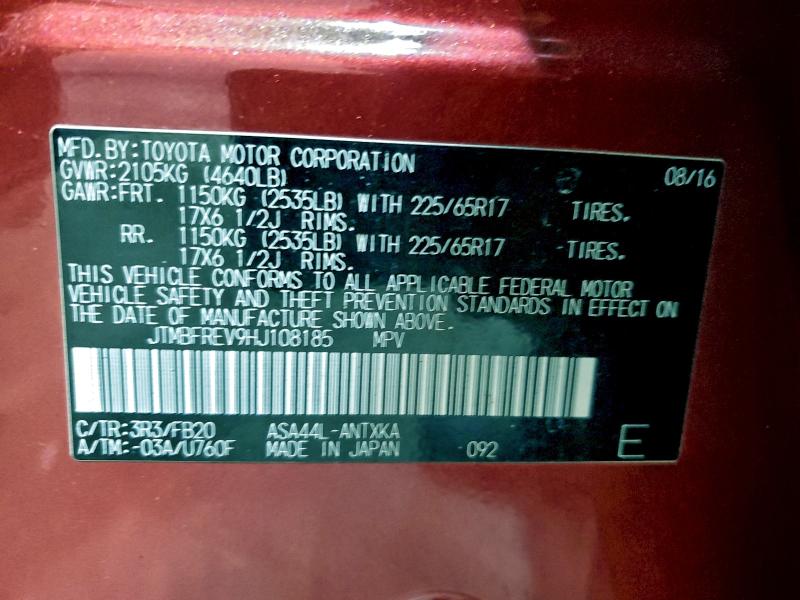 MFD.BY:TOYOTA MOTOR CORPORATION 08/16
GVWR:2105KG (4640LB)
GAWR:FRT. 1150KG (2535LB) WITH 225/65R17 TIRES.
17X6 1/2J RIMS.
RR. 1150KG (2535LB) WITH 225/65R17 TIRES.
17X6 1/2J RIMS.
THIS VEHICLE CONFORMS TO ALL APPLICABLE FEDERAL MOTOR
VEHICLE SAFETY AND THEFT PREVENTION STANDARDS IN EFFECT ON
THE DATE OF MANUFACTURE SHOWN ABOVE.
JTMBFREV9HJ108185 MPV
C/TR:3R3/FB20 ASA44L-ANTXKA
A/TM:-03A/U760F MADE IN JAPAN 092 E